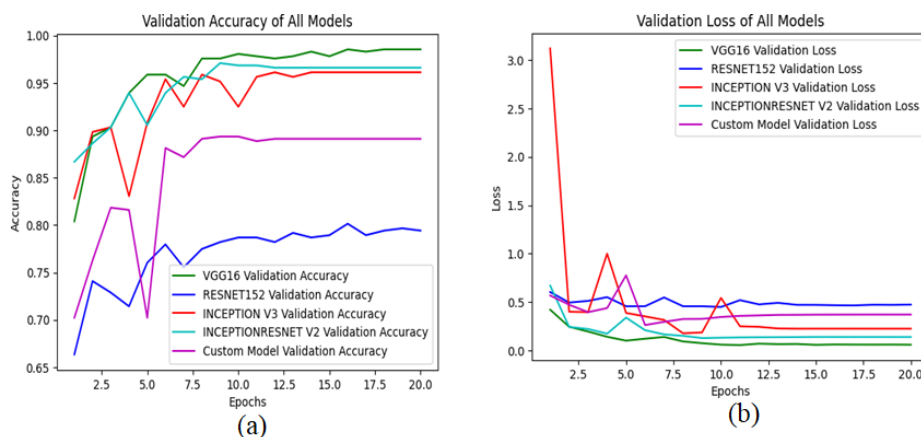 Validation Accuracy of All Models
1.00
0.95
0.90
0.85
0.80
0.75
0.70
0.65
Accuracy
VGG16 Validation Accuracy
RESNET152 Validation Accuracy
INCEPTION V3 Validation Accuracy
INCEPTIONRESNET V2 Validation Accuracy
Custom Model Validation Accuracy
2.5 5.0 7.5 10.0 12.5 15.0 17.5 20.0
Epochs
(a)
Validation Loss of All Models
3.0
2.5
2.0
1.5
1.0
0.5
0.0
Loss
VGG16 Validation Loss
RESNET152 Validation Loss
INCEPTION V3 Validation Loss
INCEPTIONRESNET V2 Validation Loss
Custom Model Validation Loss
2.5 5.0 7.5 10.0 12.5 15.0 17.5 20.0
Epochs
(b)